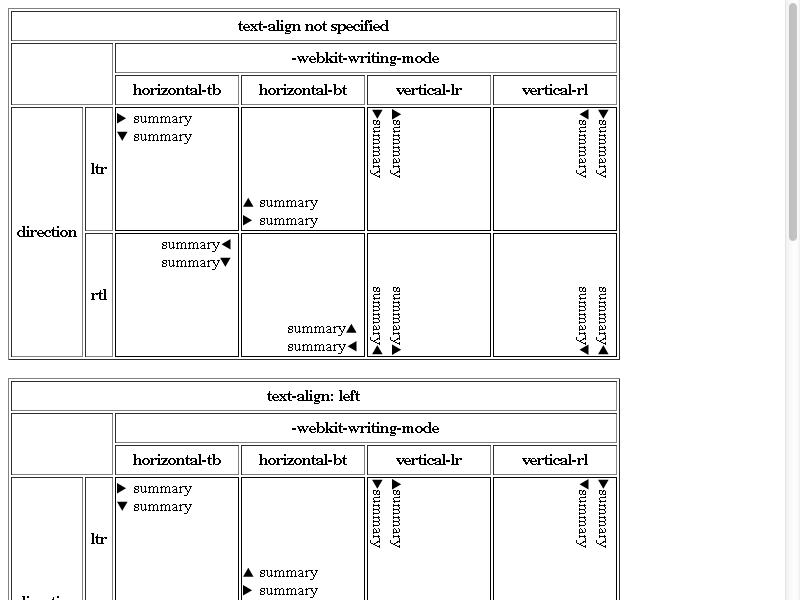 text-align not specified
-webkit-writing-mode
horizontal-tb horizontal-bt vertical-lr vertical-rl
direction
ltr
▶ summary
▼ summary
▲ summary
▶ summary
▼ summary
▶ summary
◀ summary
▼ summary
rtl
summary◀
summary▼
summary▲
summary◀
summary▲
summary▶
summary◀
summary▲
text-align: left
-webkit-writing-mode
horizontal-tb horizontal-bt vertical-lr vertical-rl
ltr
▶ summary
▼ summary
▲ summary
▶ summary
▼ summary
▶ summary
◀ summary
▼ summary